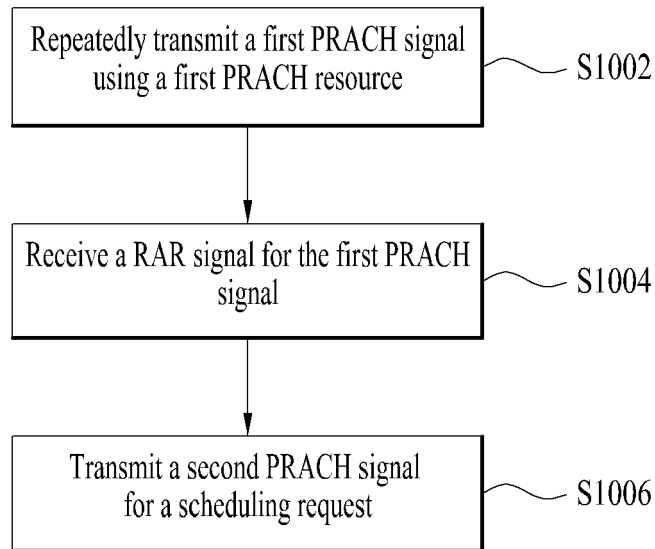 Repeatedly transmit a first PRACH signal
using a first PRACH resource
S1002
Receive a RAR signal for the first PRACH
signal
S1004
Transmit a second PRACH signal
for a scheduling request
S1006